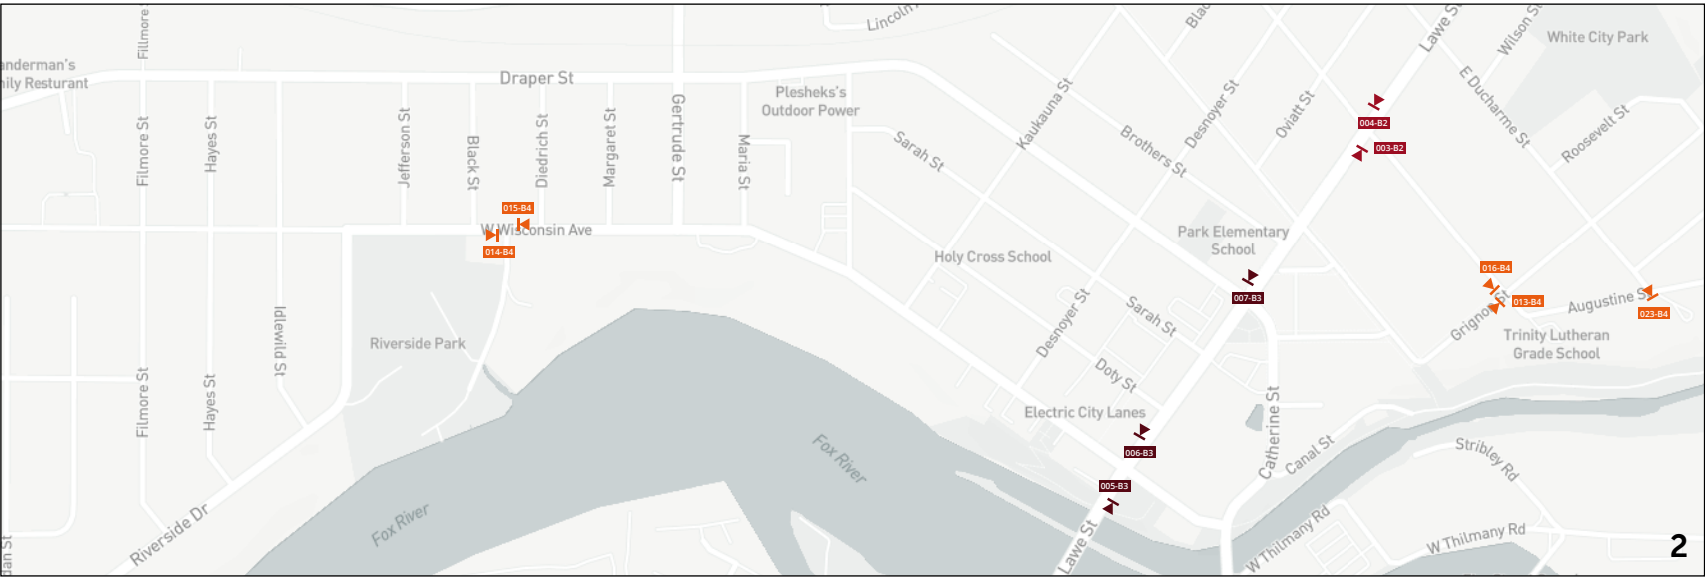 Fillmore
Lincoln
Blac
Lawe St
Wilson St
White City Park
anderman's
ily Resturant
Draper St
Plesheks's
Outdoor Power
E Ducharme St
Kaukauna St
Desnoyer St
Oviatt St
004-B2
003-B2
Roosevelt St
Filmore St
Hayes St
Jefferson St
Black St
Diedrich St
Margaret St
Gertrude St
Maria St
Sarah St
Brothers St
015-B4
W Wisconsin Ave
014-B4
Park Elementary
School
Holy Cross School
007-B3
016-B4
013-B4
Grignon St
Augustine S
023-B4
Trinity Lutheran
Grade School
Idlewild St
Riverside Park
Desnoyer St
Sarah St
Doty St
Filmore St
Hayes St
Electric City Lanes
Catherine St
006-B3
Canal St
Stribley Rd
Fox River
005-B3
Fox River
Riverside Dr
Lawe St
W Thilmany Rd
W Thilmany Rd
dan St
2